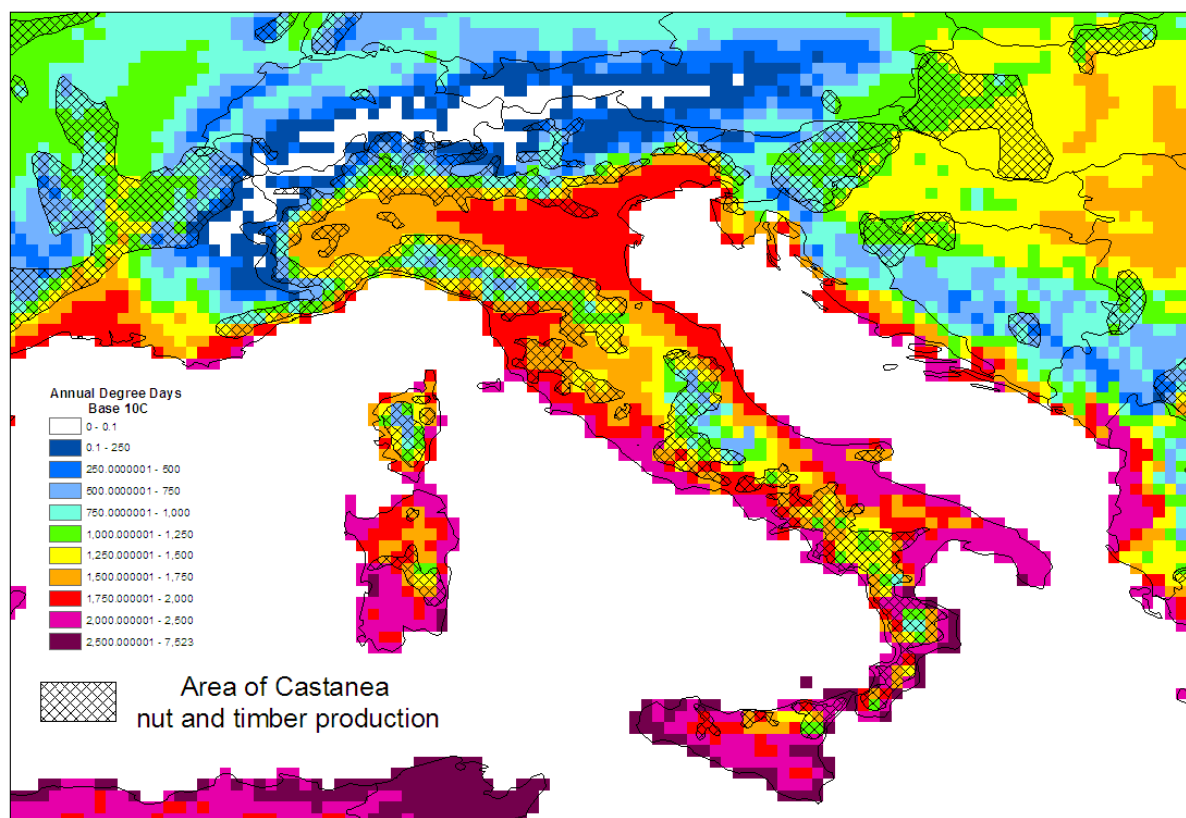 Annual Degree Days
Base 10C
0 - 0.1
0.1 - 250
250.0000001 - 500
500.0000001 - 750
750.0000001 - 1,000
1,000.000001 - 1,250
1,250.000001 - 1,500
1,500.000001 - 1,750
1,750.000001 - 2,000
2,000.000001 - 2,500
2,500.000001 - 7,523
Area of Castanea
nut and timber production